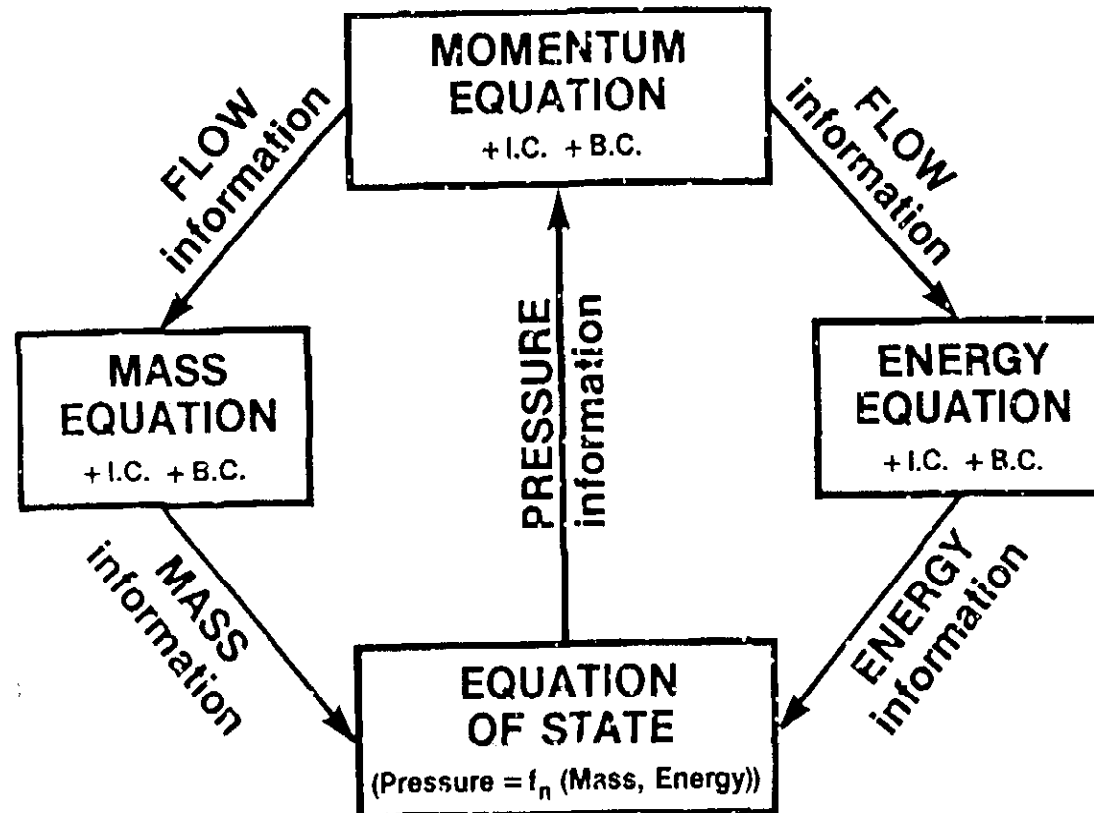 MOMENTUM
EQUATION
+ I.C. + B.C.
FLOW
information
FLOW
information
MASS
EQUATION
+ I.C. + B.C.
PRESSURE
information
ENERGY
EQUATION
+ I.C. + B.C.
MASS
information
ENERGY
information
EQUATION
OF STATE
(Pressure = fn (Mass, Energy))